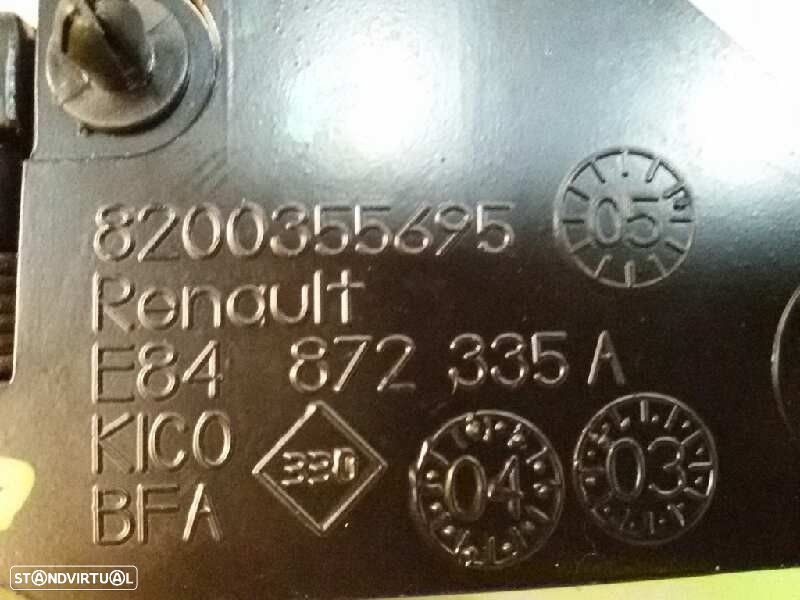 8200355695
05
Renault
E84 872 335 A
KICO
330
04
03
BFA
STANDVIRTUAL